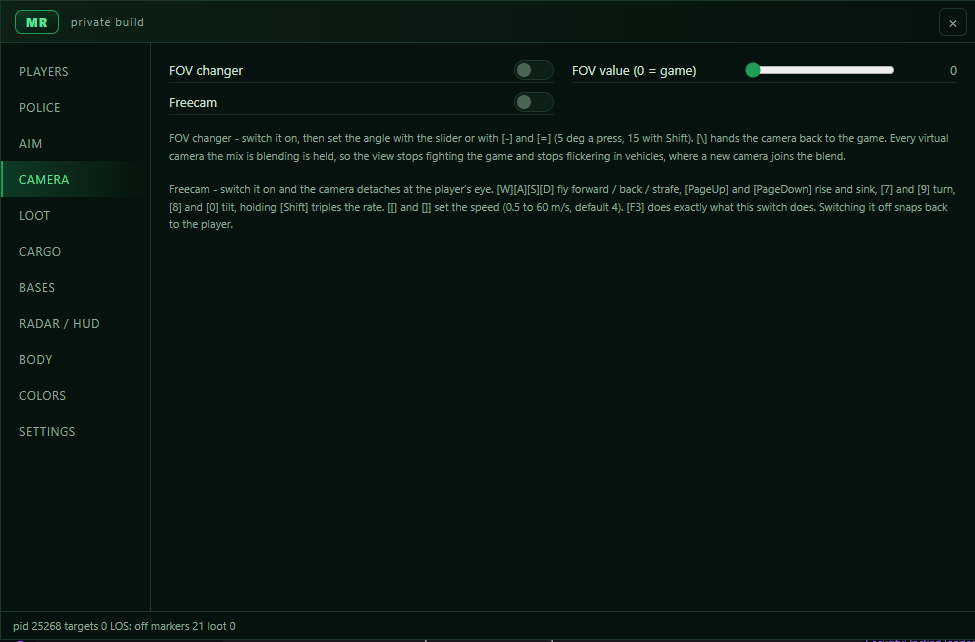 MR private build ×
PLAYERS
POLICE
AIM
CAMERA
LOOT
CARGO
BASES
RADAR / HUD
BODY
COLORS
SETTINGS
FOV changer
FOV value (0 = game) 0
Freecam
FOV changer - switch it on, then set the angle with the slider or with [-] and [=] (5 deg a press, 15 with Shift). [\] hands the camera back to the game. Every virtual
camera the mix is blending is held, so the view stops fighting the game and stops flickering in vehicles, where a new camera joins the blend.
Freecam - switch it on and the camera detaches at the player's eye. [W][A][S][D] fly forward / back / strafe, [PageUp] and [PageDown] rise and sink, [7] and [9] turn,
[8] and [0] tilt, holding [Shift] triples the rate. [[] and []] set the speed (0.5 to 60 m/s, default 4). [F3] does exactly what this switch does. Switching it off snaps back
to the player.
pid 25268 targets 0 LOS: off markers 21 loot 0